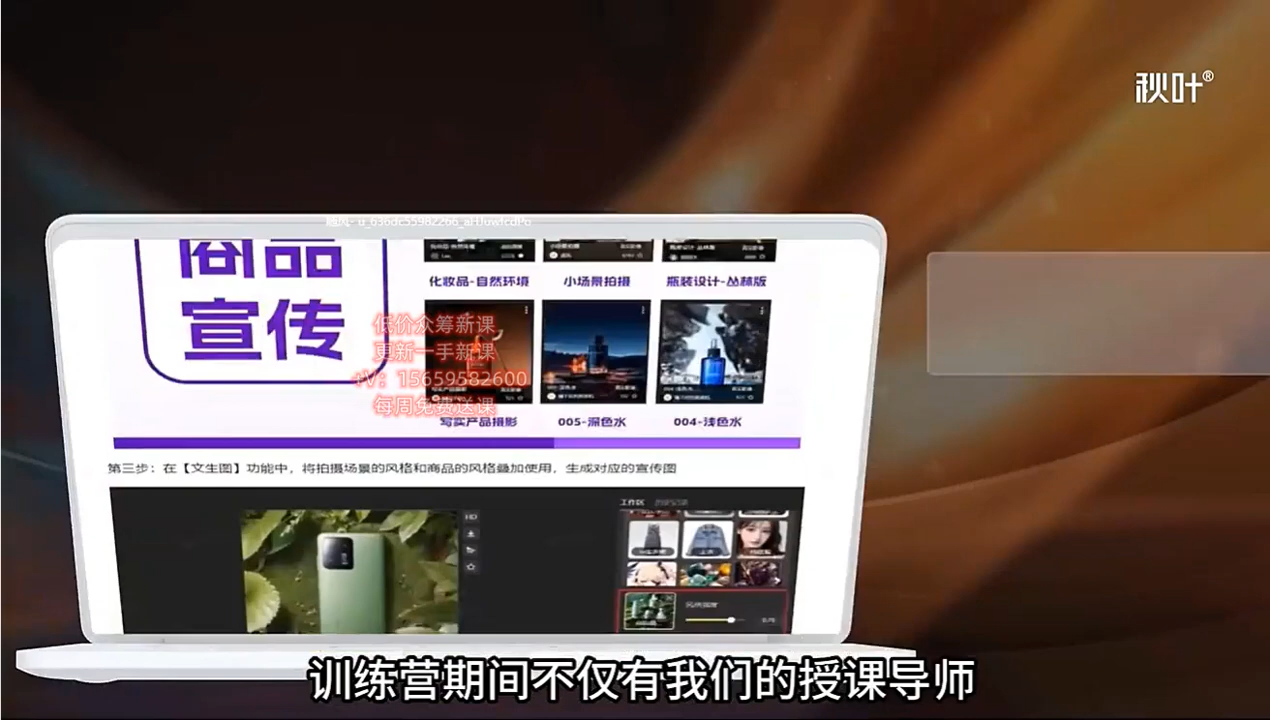 秋叶®
商品
宣传
化妆品-自然环境
小场景拍摄
瓶装设计-丛林版
低价众筹新课
更新一手新课
+V：15659582600
每周免费送课
写实产品摄影
005-深色水
004-浅色水
第三步：在【文生图】功能中，将拍摄场景的风格和商品的风格叠加使用，生成对应的宣传图
工作区
HD
训练营期间不仅有我们的授课导师